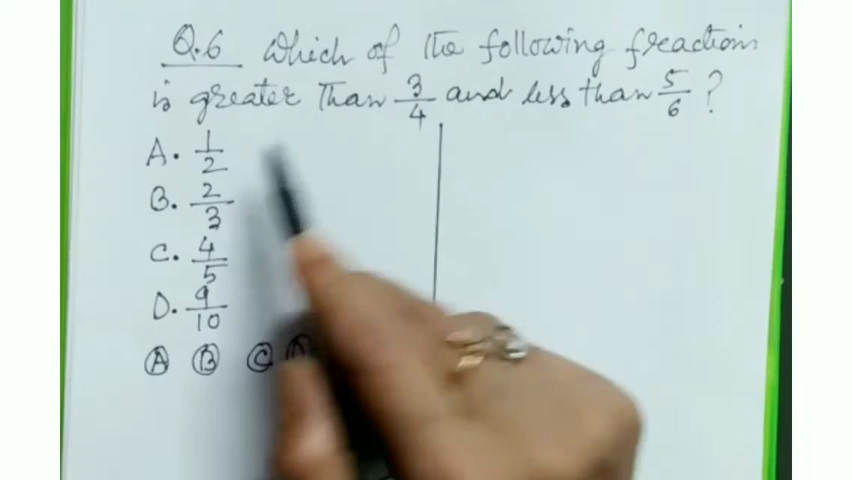 Q.6 Which of the following fractions
is greater than 3/4 and less than 5/6 ?
A. 1/2
B. 2/3
C. 4/5
D. 9/10
A B C D